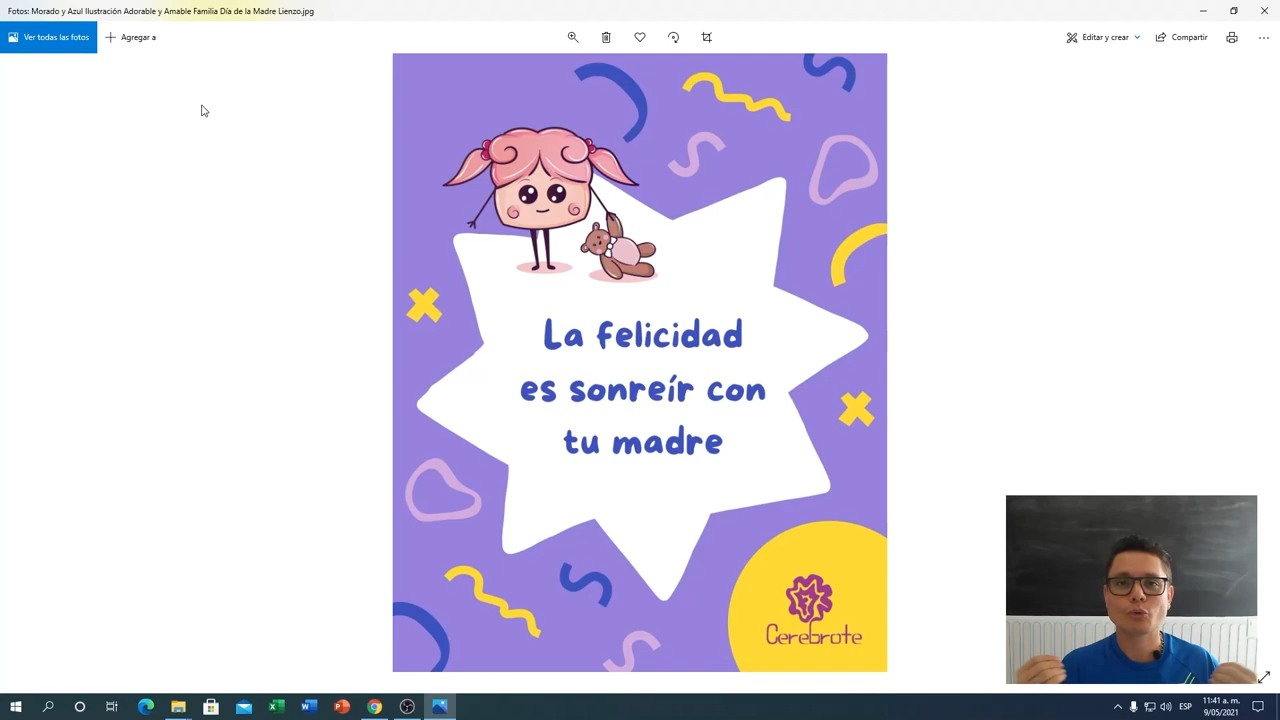 Fotos: Morado y Azul Ilustración Adorable y Amable Familia Día de la Madre Lienzo.jpg
Ver todas las fotos
Agregar a
Editar y crear
Compartir
La felicidad
es sonreír con
tu madre
Cerebrote
ESP
11:41 a. m.
9/05/2021